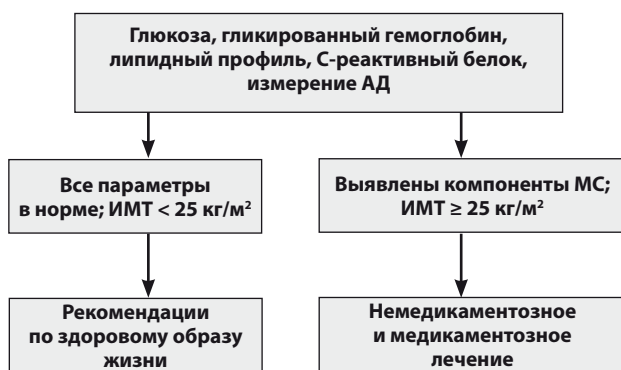 Глюкоза, гликированный гемоглобин,
липидный профиль, С-реактивный белок,
измерение АД
Все параметры
в норме; ИМТ < 25 кг/м²
Выявлены компоненты МС;
ИМТ ≥ 25 кг/м²
Рекомендации
по здоровому образу
жизни
Немедикаментозное
и медикаментозное
лечение